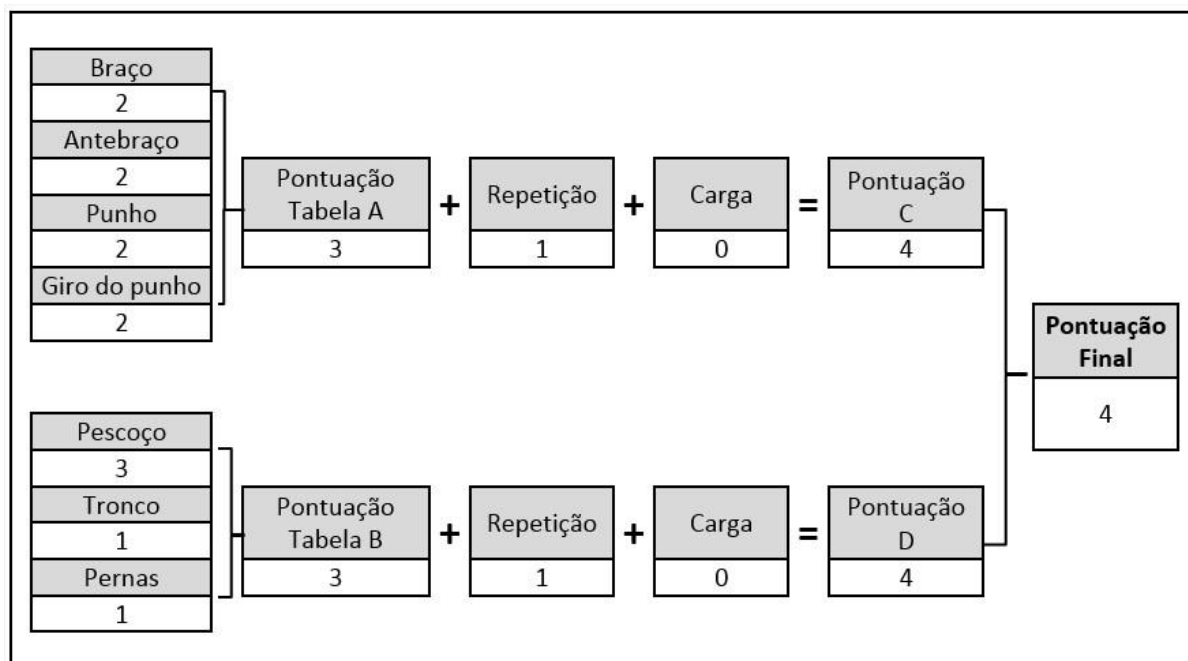 Braço
2
Antebraço
2
Punho
2
Giro do punho
2
Pontuação
Tabela A
3
+
Repetição
1
+
Carga
0
=
Pontuação
C
4
Pescoço
3
Tronco
1
Pernas
1
Pontuação
Tabela B
3
+
Repetição
1
+
Carga
0
=
Pontuação
D
4
Pontuação
Final
4